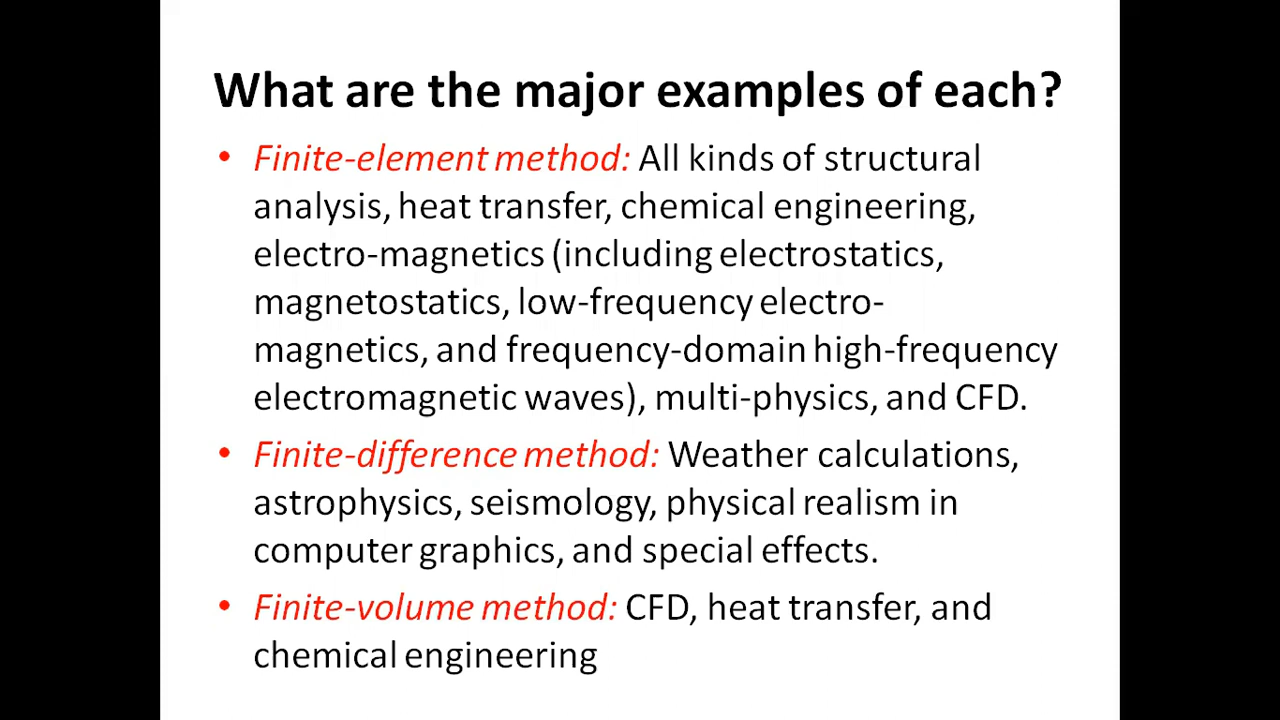 What are the major examples of each?
• Finite-element method: All kinds of structural
analysis, heat transfer, chemical engineering,
electro-magnetics (including electrostatics,
magnetostatics, low-frequency electro-
magnetics, and frequency-domain high-frequency
electromagnetic waves), multi-physics, and CFD.
• Finite-difference method: Weather calculations,
astrophysics, seismology, physical realism in
computer graphics, and special effects.
• Finite-volume method: CFD, heat transfer, and
chemical engineering